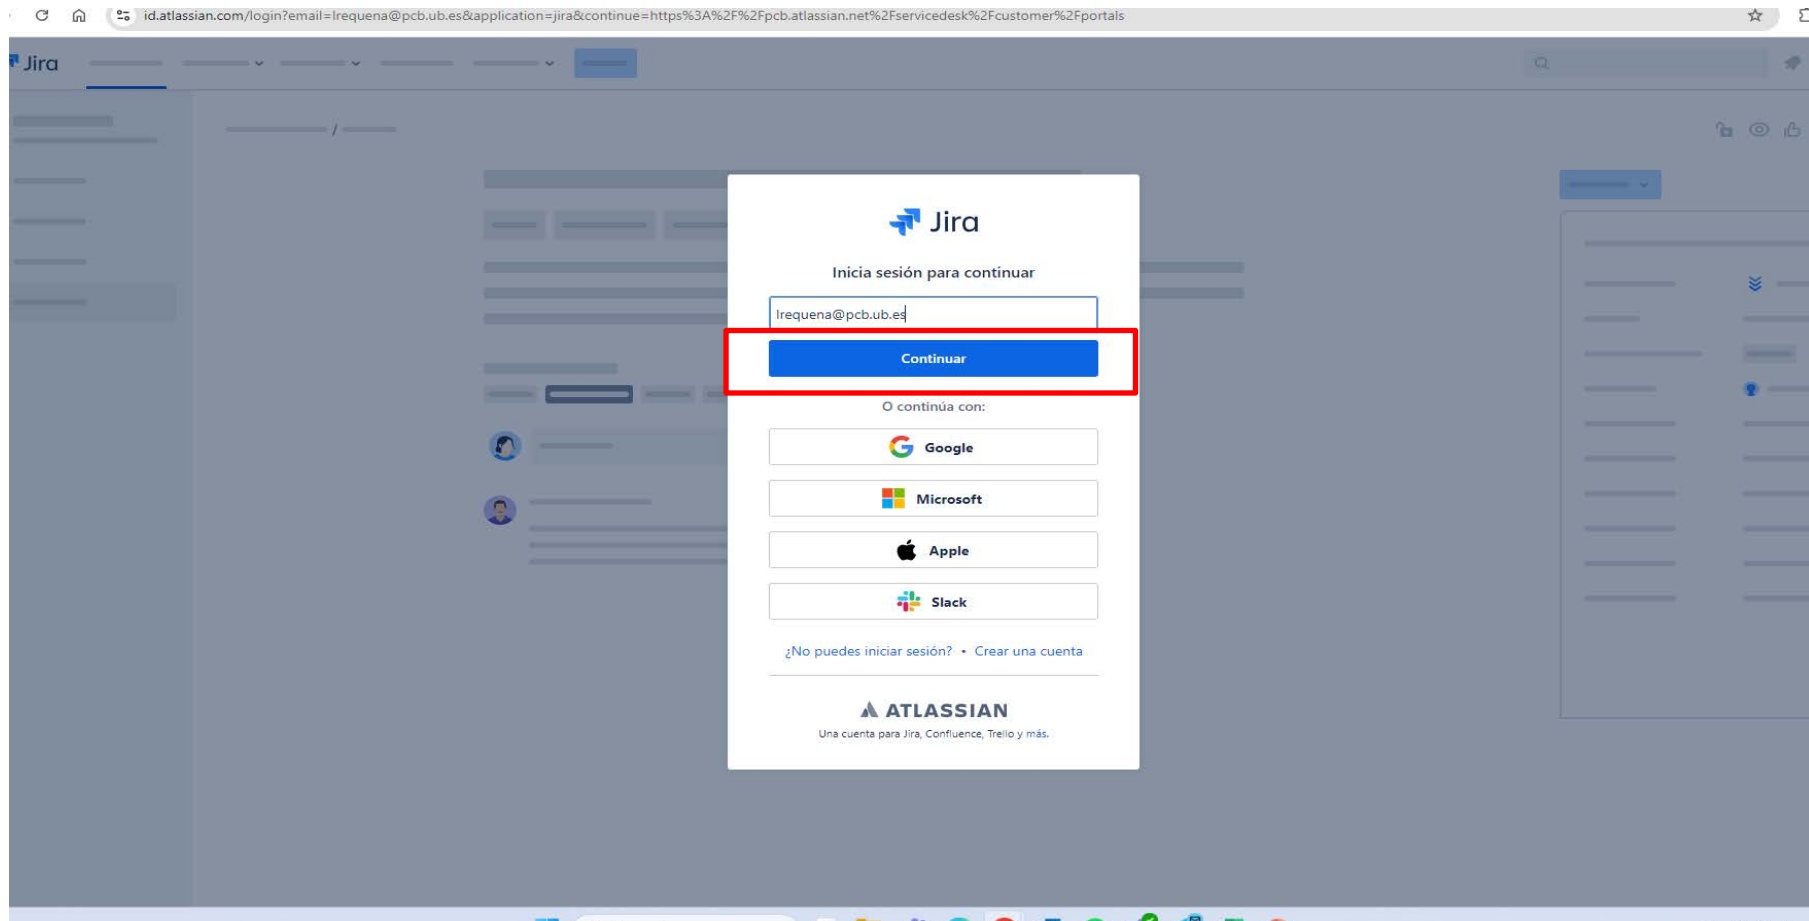 id.atlassian.com/login?email=lrequena@pcb.ub.es&application=jira&continue=https%3A%2F%2Fpcb.atlassian.net%2Fservicedesk%2Fcustomer%2Fportals
Jira
/
Jira
Inicia sesión para continuar
lrequena@pcb.ub.es
Continuar
O continúa con:
Google
Microsoft
Apple
Slack
¿No puedes iniciar sesión? • Crear una cuenta
ATLASSIAN
Una cuenta para Jira, Confluence, Trello y más.